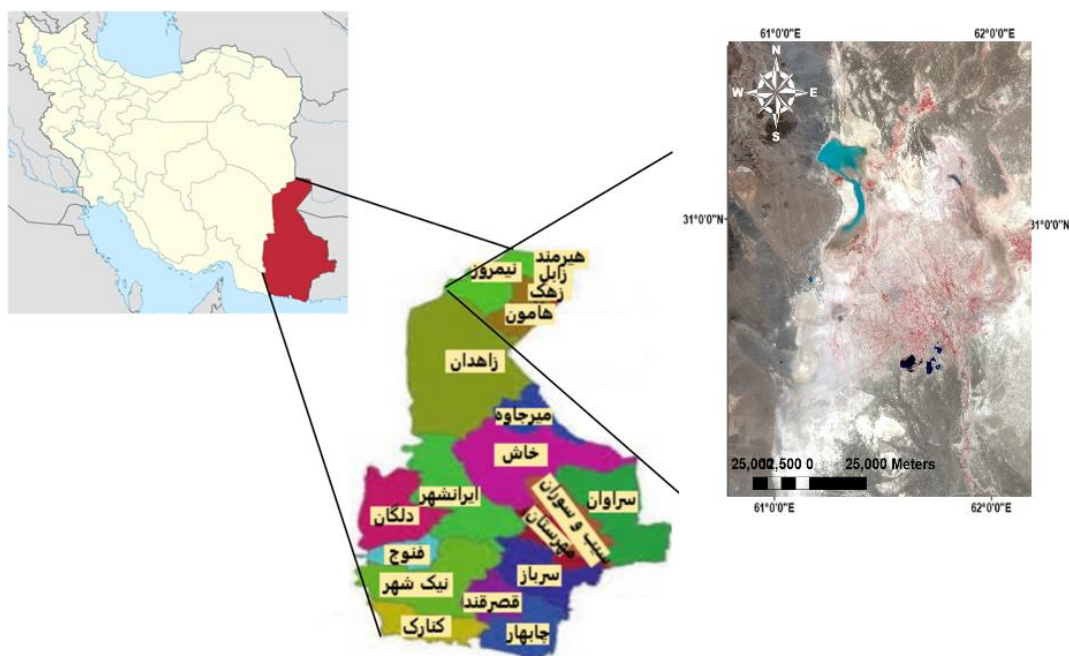 هیرمند
نیمروز
زابل
زهک
هامون
زاهدان
میرجاوه
خاش
سراوان
سیب و سوران
مهرستان
ایرانشهر
دلگان
فنوج
نیک شهر
سرباز
قصرقند
کنارک
چابهار
61°0'0"E
62°0'0"E
N
W
E
S
31°0'0"N
31°0'0"N
25,000 12,500 0 25,000 Meters
61°0'0"E
62°0'0"E